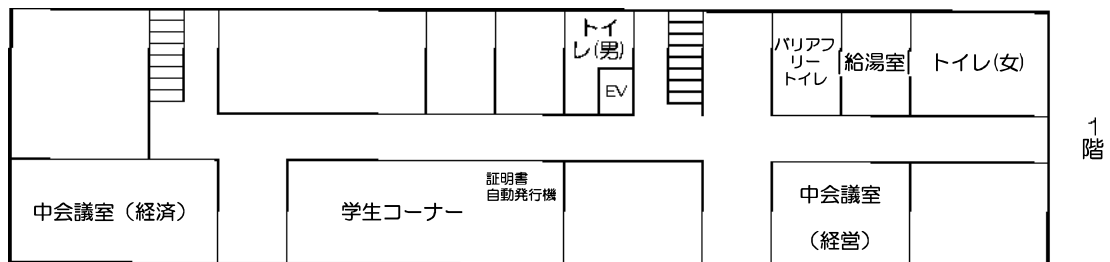 トイ
レ(男)
EV
バリアフ
リー
トイレ
給湯室
トイレ(女)
1
階
中会議室（経済）
学生コーナー
証明書
自動発行機
中会議室
（経営）